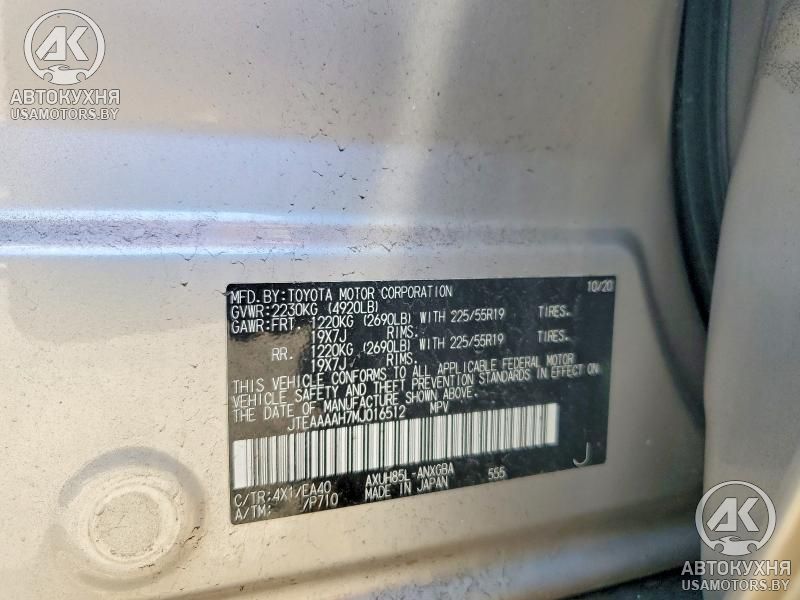 AK
АВТОКУХНЯ
USAMOTORS.BY
MFD.BY:TOYOTA MOTOR CORPORATION 10/20
GVWR:2230KG (4920LB)
GAWR:FRT. 1220KG (2690LB) WITH 225/55R19 TIRES.
19X7J RIMS.
RR. 1220KG (2690LB) WITH 225/55R19 TIRES.
19X7J RIMS.
THIS VEHICLE CONFORMS TO ALL APPLICABLE FEDERAL MOTOR
VEHICLE SAFETY AND THEFT PREVENTION STANDARDS IN EFFECT ON
THE DATE OF MANUFACTURE SHOWN ABOVE.
JTEAAAAH7MJ016512 MPV
C/TR:4X1/EA40 AXUH85L-ANXGBA 555 J
A/TM: /P710 MADE IN JAPAN
AK
АВТОКУХНЯ
USAMOTORS.BY